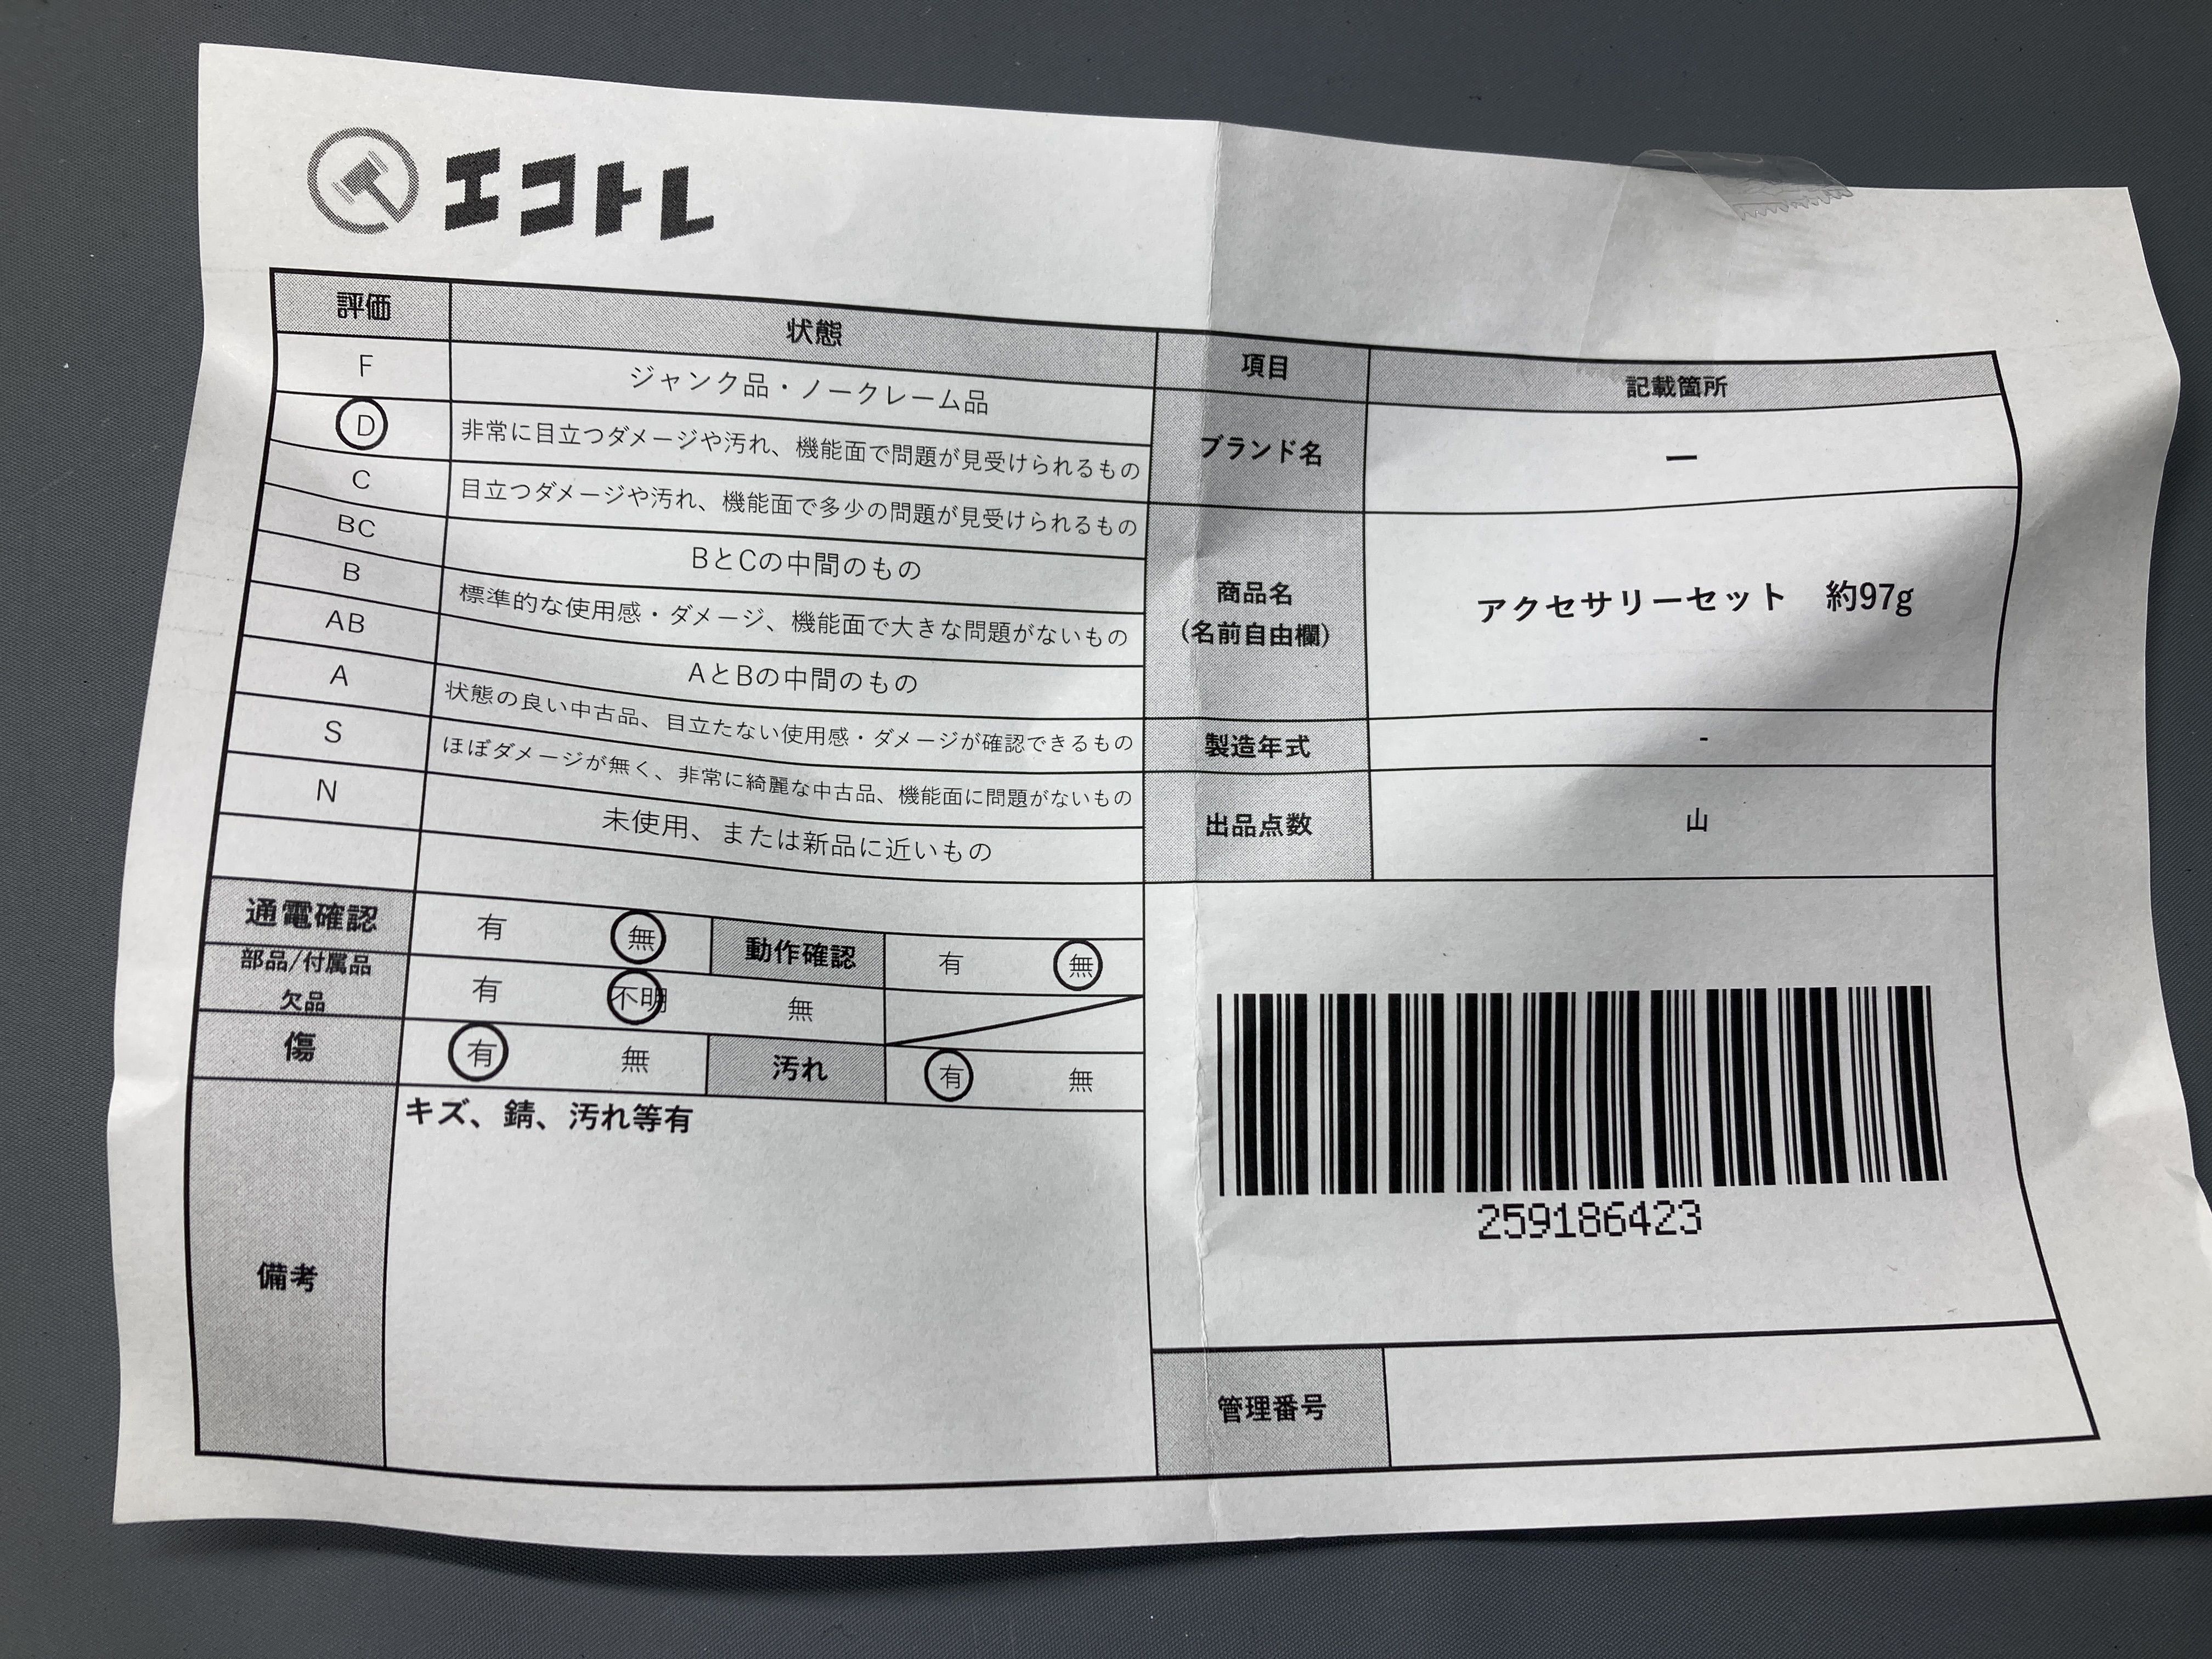 エコトレ
評価 状態
F ジャンク品・ノークレーム品
D 非常に目立つダメージや汚れ、機能面で問題が見受けられるもの
C 目立つダメージや汚れ、機能面で多少の問題が見受けられるもの
BC BとCの中間のもの
B 標準的な使用感・ダメージ、機能面で大きな問題がないもの
AB AとBの中間のもの
A 状態の良い中古品、目立たない使用感・ダメージが確認できるもの
S ほぼダメージが無く、非常に綺麗な中古品、機能面に問題がないもの
N 未使用、または新品に近いもの
通電確認 有 無 動作確認 有 無
部品/付属品
欠品 有 不明 無
傷 有 無 汚れ 有 無
備考 キズ、錆、汚れ等有
項目 記載箇所
ブランド名 ー
商品名
(名前自由欄) アクセサリーセット 約97g
製造年式 -
出品点数 山
259186423
管理番号